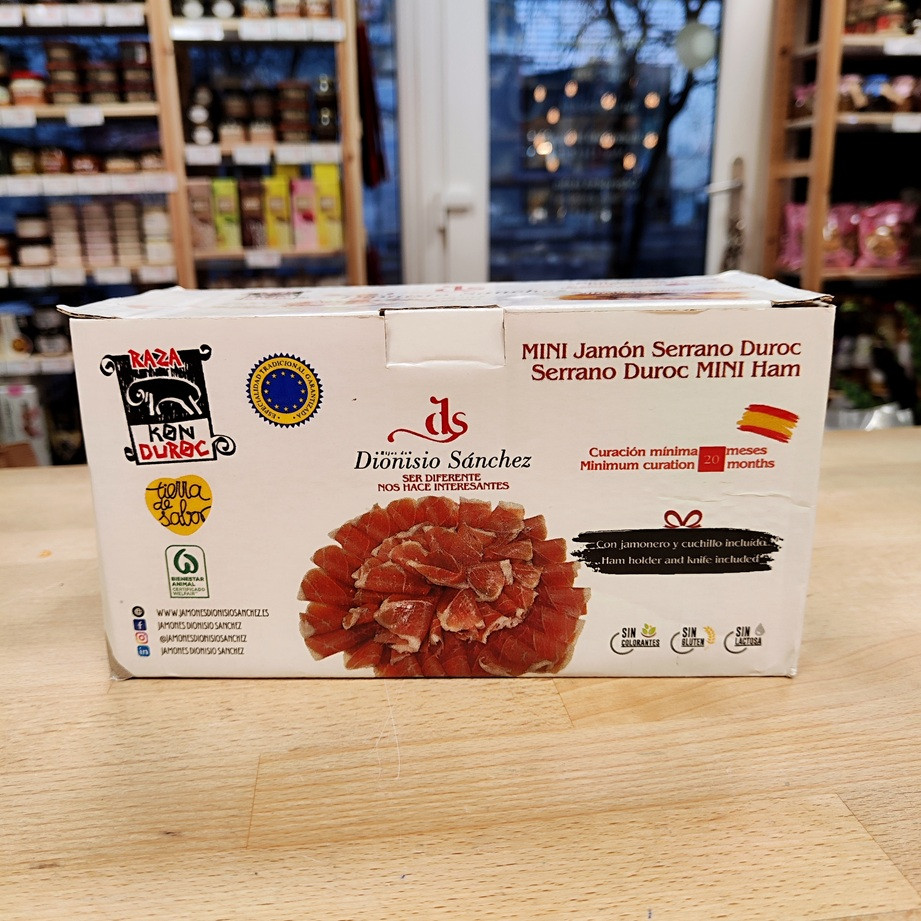 RAZA
KON
DUROC
ESPECIALIDAD TRADICIONAL GARANTIZADA
MINI Jamón Serrano Duroc
Serrano Duroc MINI Ham
ds
Hijos de
Dionisio Sánchez
SER DIFERENTE
NOS HACE INTERESANTES
Curación mínima 20 meses
Minimum curation months
tierra
de
sabor
BIENESTAR
ANIMAL
CERTIFICADO
WELFAIR
Con jamonero y cuchillo incluido
Ham holder and knife included
WWW.JAMONESDIONISIOSANCHEZ.ES
JAMONES DIONISIO SANCHEZ
@JAMONESDIONISIOSANCHEZ
JAMONES DIONISIO SANCHEZ
SIN
COLORANTES
SIN
GLUTEN
SIN
LACTOSA